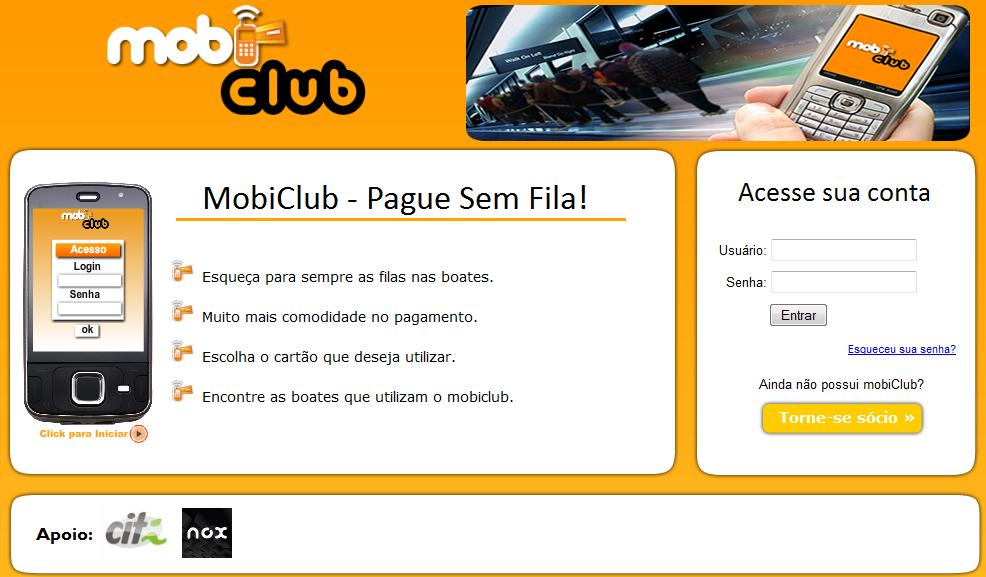 mobi
club
Walk On Left
mobi
club
MobiClub - Pague Sem Fila!
mobi
club
Acesso
Login
Senha
ok
Click para Iniciar
Esqueça para sempre as filas nas boates.
Muito mais comodidade no pagamento.
Escolha o cartão que deseja utilizar.
Encontre as boates que utilizam o mobiclub.
Acesse sua conta
Usuário:
Senha:
Entrar
Esqueceu sua senha?
Ainda não possui mobiClub?
Torne-se sócio »
Apoio: citi nox